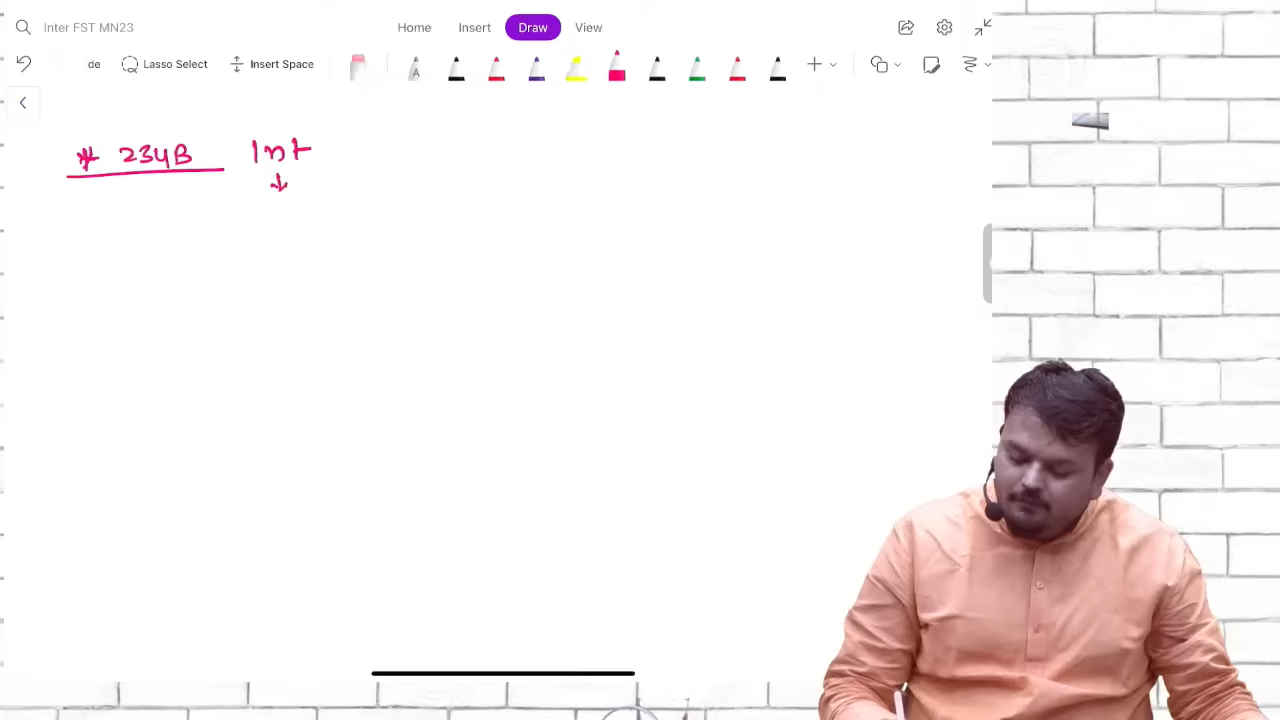 Inter FST MN23
Home Insert Draw View
de Lasso Select Insert Space
A
* 234B Int
↓